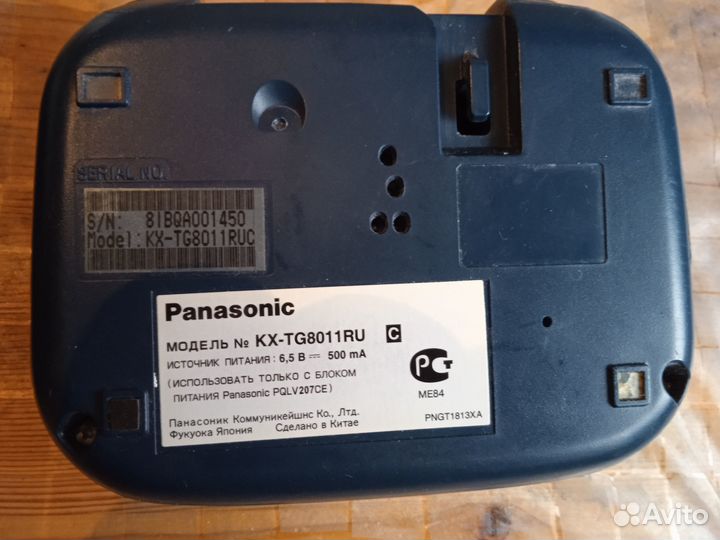 SERIAL NO.
S/N: 8IBQA001450
Model: KX-TG8011RUC
Panasonic
МОДЕЛЬ № KX-TG8011RU C
ИСТОЧНИК ПИТАНИЯ : 6,5 В 500 mA
(ИСПОЛЬЗОВАТЬ ТОЛЬКО С БЛОКОМ
ПИТАНИЯ Panasonic PQLV207CE)
РСТ
ME84
Панасоник Коммуникейшнс Ко., Лтд.
Фукуока Япония Сделано в Китае
PNGT1813XA
Avito